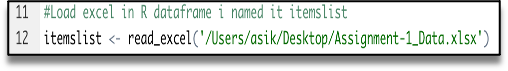 11 #Load excel in R dataframe i named it itemslist
12 itemslist <- read_excel('/Users/asik/Desktop/Assignment-1_Data.xlsx')